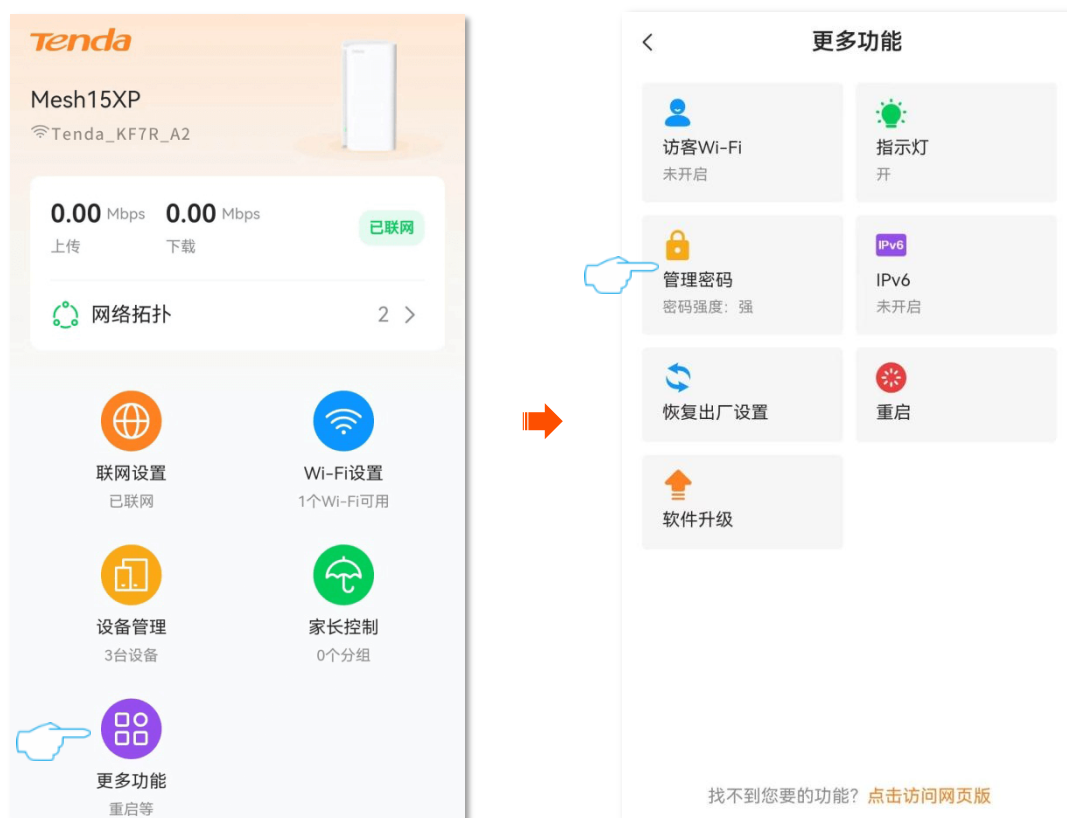 Tenda
Mesh15XP
Tenda_KF7R_A2
0.00 Mbps 0.00 Mbps
上传 下载
已联网
网络拓扑 2
联网设置
已联网
Wi-Fi设置
1个Wi-Fi可用
设备管理
3台设备
家长控制
0个分组
更多功能
重启等
更多功能
访客Wi-Fi
未开启
指示灯
开
管理密码
密码强度：强
IPv6
IPv6
未开启
恢复出厂设置
重启
软件升级
找不到您要的功能？点击访问网页版